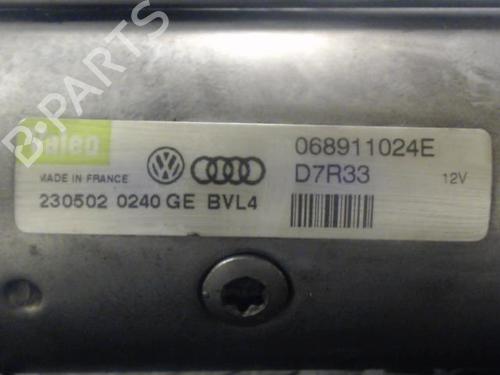 B-PARTS
Valeo
MADE IN FRANCE
230502 0240 GE BVL4
068911024E
D7R33
12V